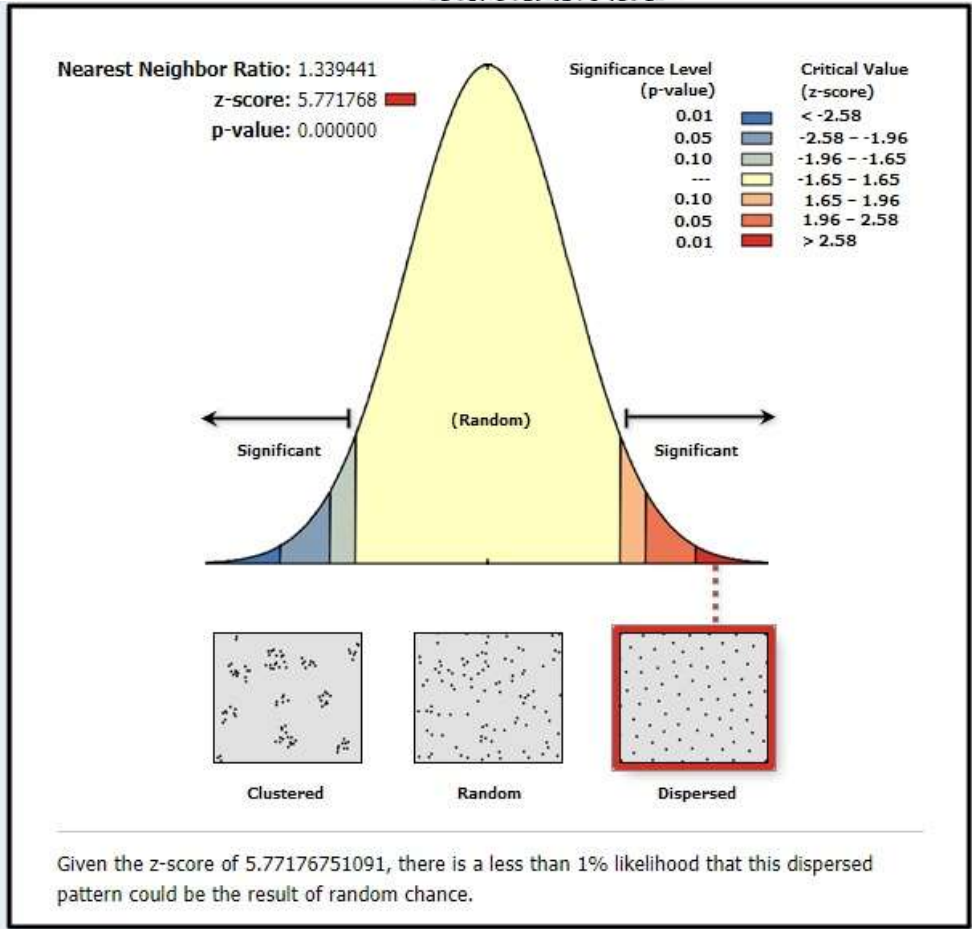 Nearest Neighbor Ratio: 1.339441
z-score: 5.771768
p-value: 0.000000
Significance Level
(p-value)
Critical Value
(z-score)
0.01 < -2.58
0.05 -2.58 – -1.96
0.10 -1.96 – -1.65
--- -1.65 – 1.65
0.10 1.65 – 1.96
0.05 1.96 – 2.58
0.01 > 2.58
(Random)
Significant
Significant
Clustered
Random
Dispersed
Given the z-score of 5.77176751091, there is a less than 1% likelihood that this dispersed
pattern could be the result of random chance.